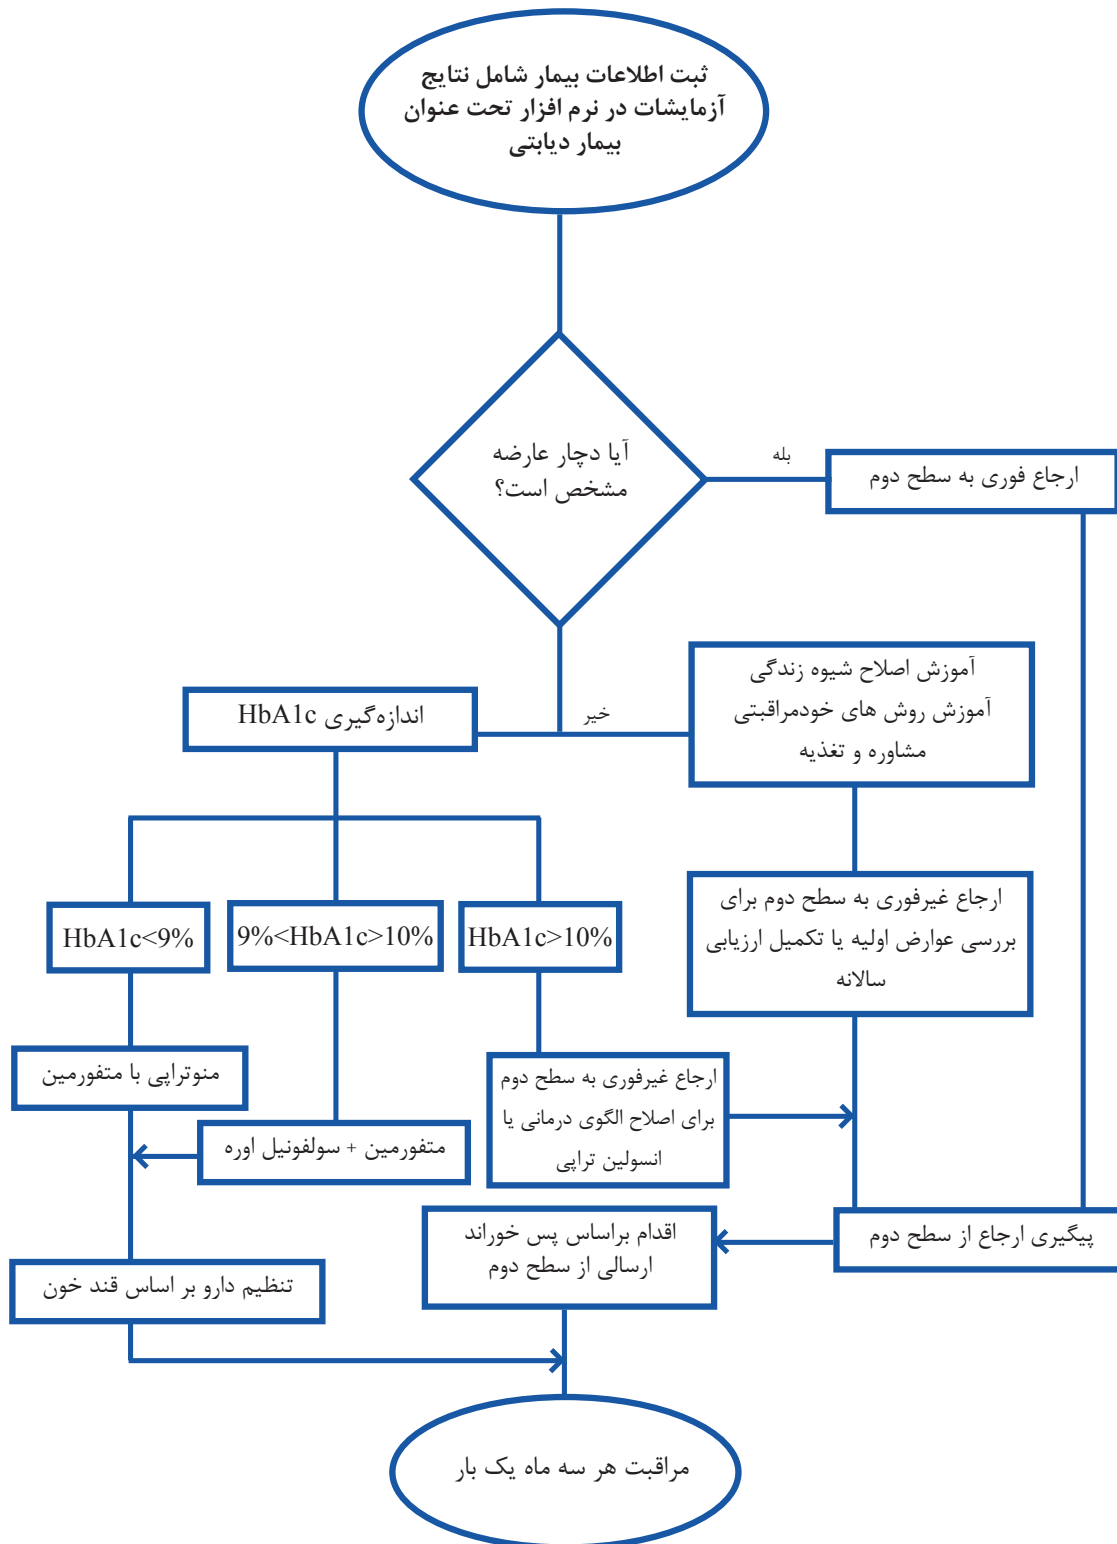 ثبت اطلاعات بیمار شامل نتایج
آزمایشات در نرم افزار تحت عنوان
بیمار دیابتی
آیا دچار عارضه
مشخص است؟
بله
ارجاع فوری به سطح دوم
خیر
آموزش اصلاح شیوه زندگی
آموزش روش های خودمراقبتی
مشاوره و تغذیه
اندازه‌گیری HbA1c
ارجاع غیرفوری به سطح دوم برای
بررسی عوارض اولیه یا تکمیل ارزیابی
سالانه
HbA1c>10%
9%<HbA1c>10%
HbA1c<9%
ارجاع غیرفوری به سطح دوم
برای اصلاح الگوی درمانی یا
انسولین تراپی
منوتراپی با متفورمین
متفورمین + سولفونیل اوره
پیگیری ارجاع از سطح دوم
اقدام براساس پس خوراند
ارسالی از سطح دوم
تنظیم دارو بر اساس قند خون
مراقبت هر سه ماه یک بار